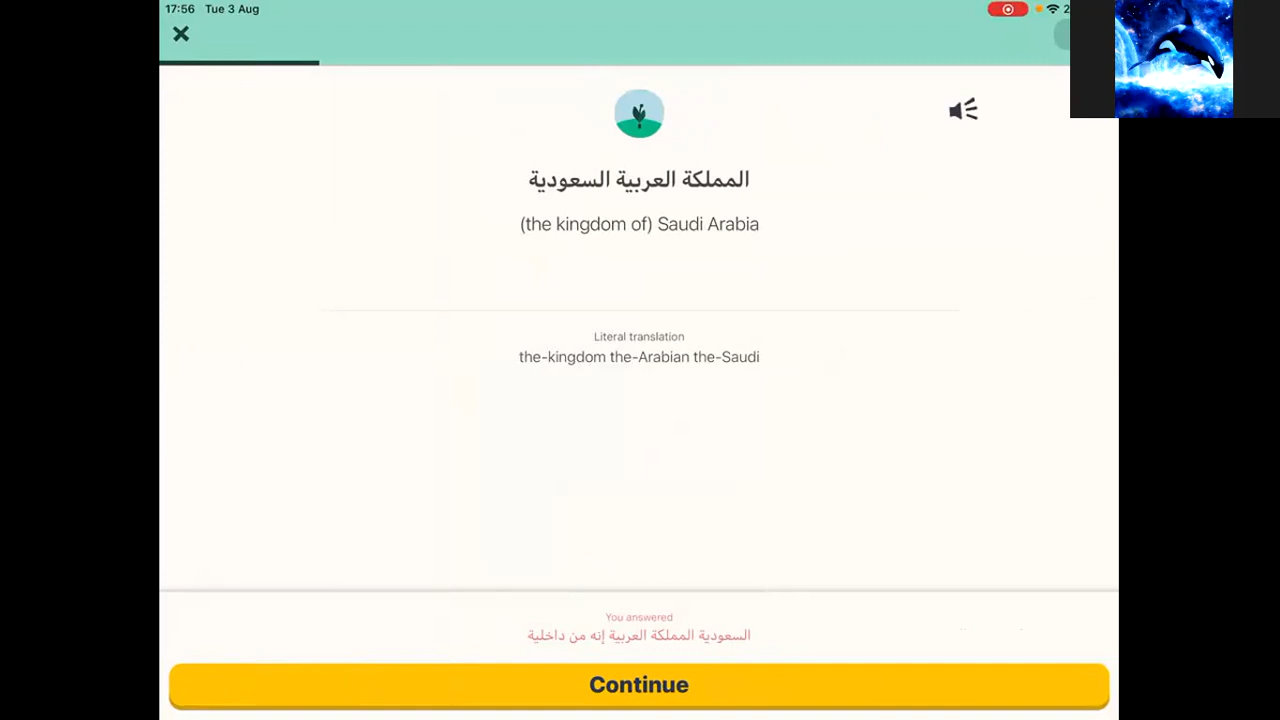 17:56 Tue 3 Aug
المملكة العربية السعودية
(the kingdom of) Saudi Arabia
Literal translation
the-kingdom the-Arabian the-Saudi
You answered
السعودية المملكة العربية إنه من داخلية
Continue